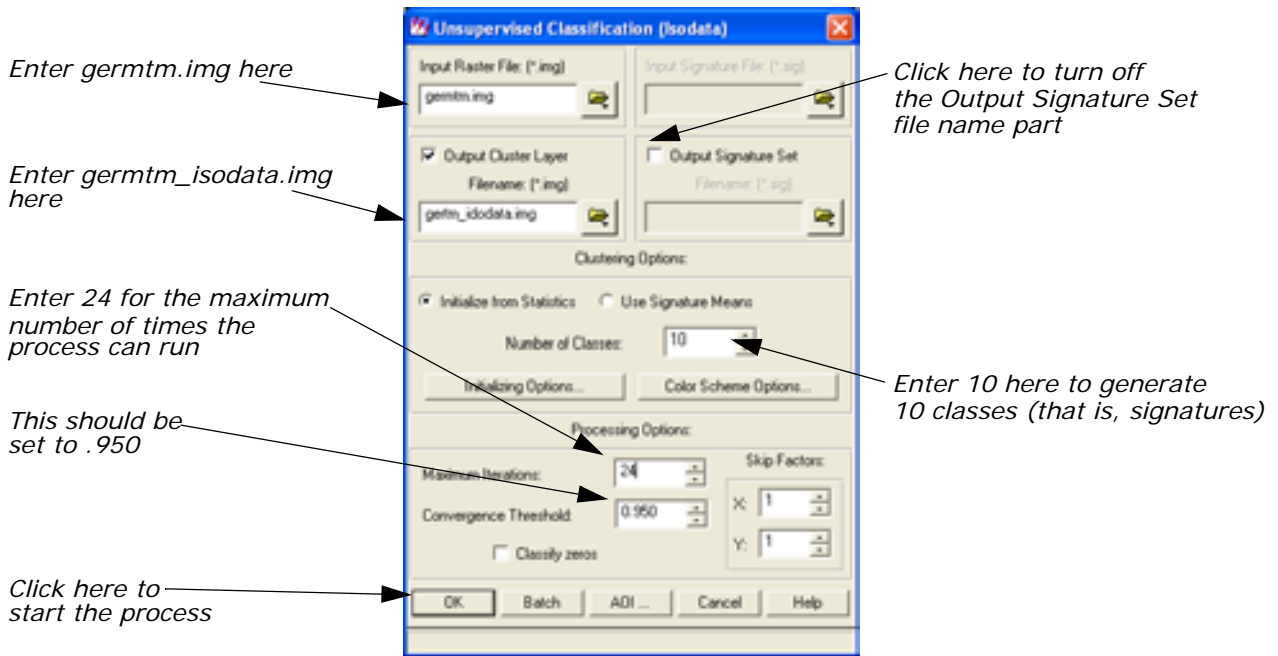 Unsupervised Classification (Isodata)
Enter germtm.img here
Input Raster File: (*.img)
Input Signature File: (*.sig)
germtm.img
Click here to turn off
the Output Signature Set
file name part
Output Cluster Layer
Output Signature Set
Enter germtm_isodata.img
here
Filename: (*.img)
Filename: (*.sig)
gertm_idodata.img
Clustering Options:
Enter 24 for the maximum
number of times the
process can run
Initialize from Statistics
Use Signature Means
Number of Classes:
10
Enter 10 here to generate
10 classes (that is, signatures)
Initializing Options...
Color Scheme Options...
This should be
set to .950
Processing Options:
Maximum Iterations:
24
Skip Factors:
Convergence Threshold:
0.950
X: 1
Y: 1
Classify zeros
Click here to
start the process
OK
Batch
AOI ...
Cancel
Help